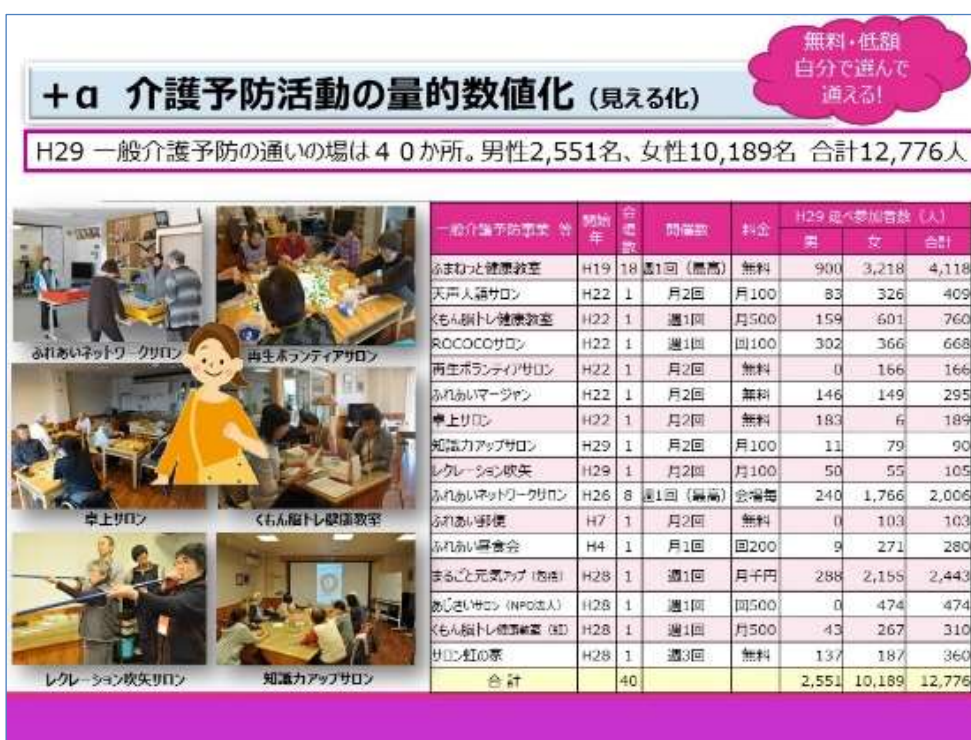 無料・低額
自分で選んで
通える!
+α 介護予防活動の量的数値化 (見える化)
H29 一般介護予防の通いの場は40か所。男性2,551名、女性10,189名 合計12,776人
ふれあいネットワークサロン 再生ボランティアサロン
卓上サロン くもん脳トレ健康教室
レクレーション吹矢サロン 知識力アップサロン
一般介護予防事業 等 開始年 会場数 開催数 料金 H29 延べ参加者数(人)
男 女 合計
ふまねっと健康教室 H19 18 週1回(最高) 無料 900 3,218 4,118
天声人語サロン H22 1 月2回 月100 83 326 409
くもん脳トレ健康教室 H22 1 週1回 月500 159 601 760
ROCOCOサロン H22 1 週1回 回100 302 366 668
再生ボランティアサロン H22 1 月2回 無料 0 166 166
ふれあいマージャン H22 1 月2回 無料 146 149 295
卓上サロン H22 1 月2回 無料 183 6 189
知識力アップサロン H29 1 月2回 月100 11 79 90
レクレーション吹矢 H29 1 月2回 月100 50 55 105
ふれあいネットワークサロン H26 8 週1回(最高) 会場毎 240 1,766 2,006
ふれあい郵便 H7 1 月2回 無料 0 103 103
ふれあい昼食会 H4 1 月1回 回200 9 271 280
まるごと元気アップ(包括) H28 1 週1回 月千円 288 2,155 2,443
あじさいサロン(NPO法人) H28 1 週1回 回500 0 474 474
くもん脳トレ健康教室(虹) H28 1 週1回 月500 43 267 310
サロン虹の家 H28 1 週3回 無料 137 187 360
合計 40 2,551 10,189 12,776